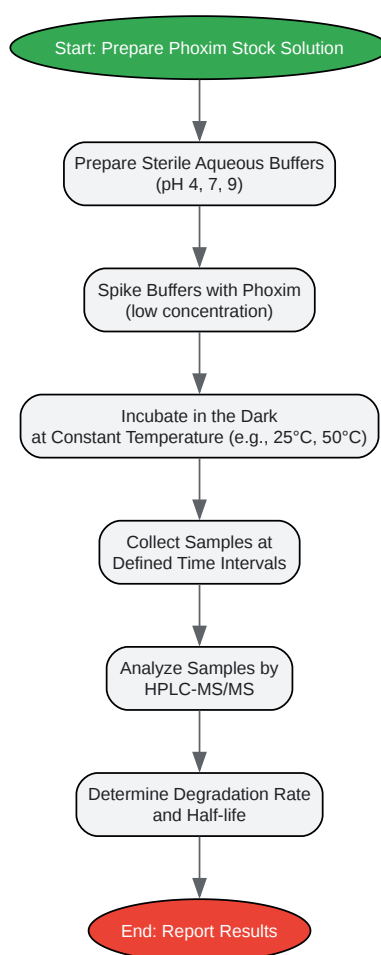 Start: Prepare Phoxim Stock Solution
Prepare Sterile Aqueous Buffers
(pH 4, 7, 9)
Spike Buffers with Phoxim
(low concentration)
Incubate in the Dark
at Constant Temperature (e.g., 25°C, 50°C)
Collect Samples at
Defined Time Intervals
Analyze Samples by
HPLC-MS/MS
Determine Degradation Rate
and Half-life
End: Report Results